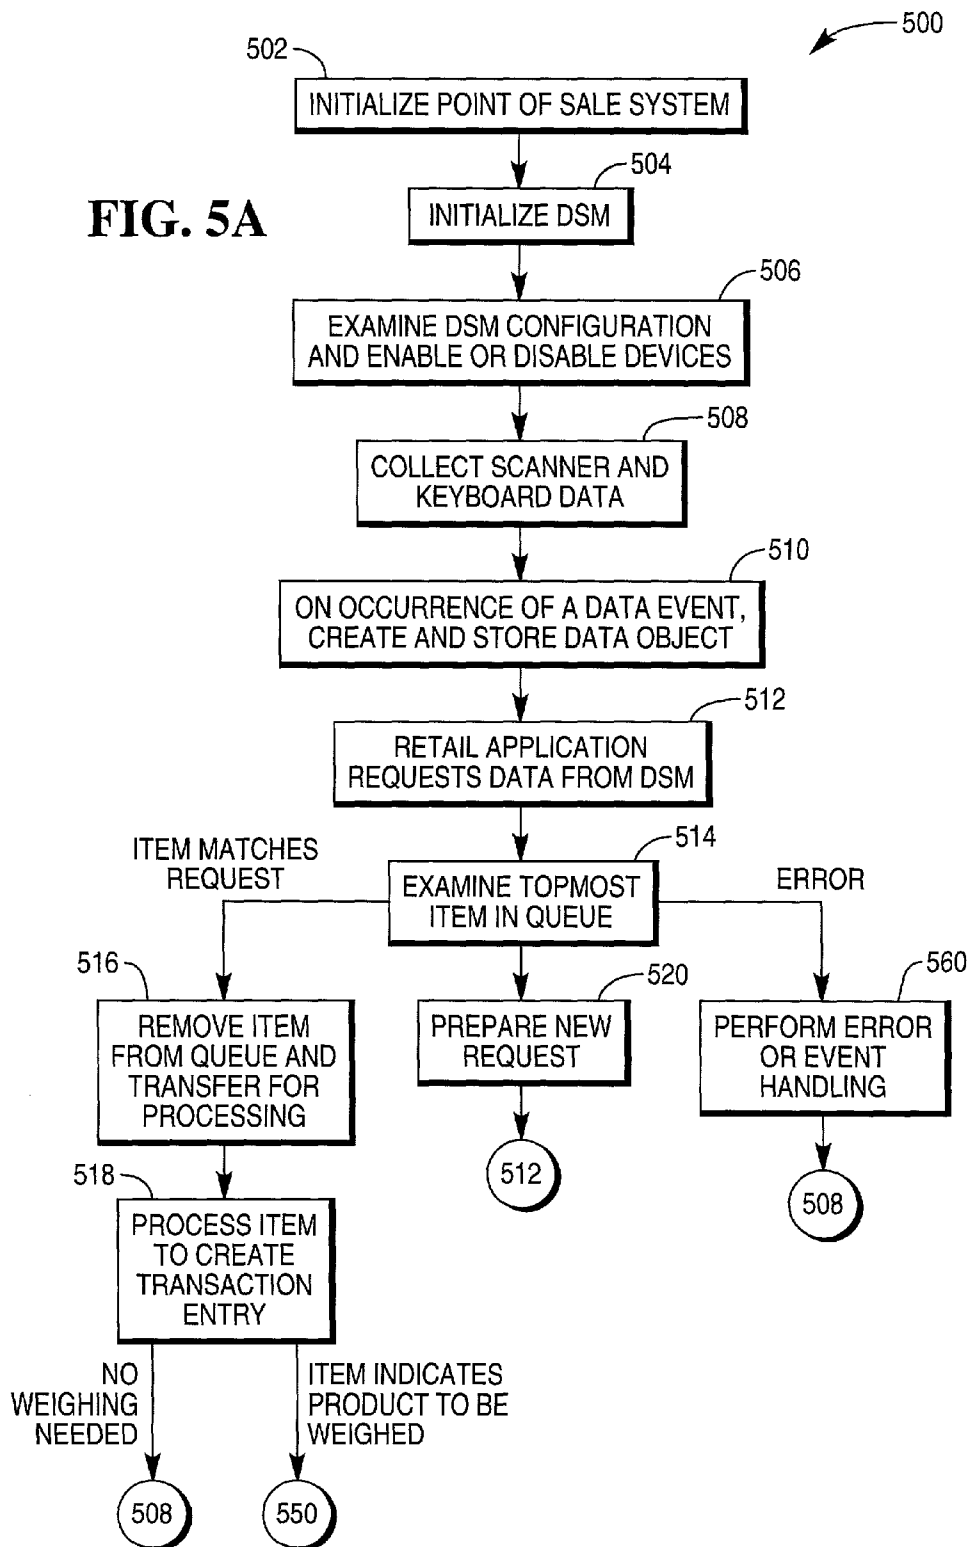 500
502
INITIALIZE POINT OF SALE SYSTEM
504
FIG. 5A
INITIALIZE DSM
506
EXAMINE DSM CONFIGURATION
AND ENABLE OR DISABLE DEVICES
508
COLLECT SCANNER AND
KEYBOARD DATA
510
ON OCCURRENCE OF A DATA EVENT,
CREATE AND STORE DATA OBJECT
512
RETAIL APPLICATION
REQUESTS DATA FROM DSM
514
ITEM MATCHES
REQUEST
EXAMINE TOPMOST
ITEM IN QUEUE
ERROR
516
REMOVE ITEM
FROM QUEUE AND
TRANSFER FOR
PROCESSING
520
PREPARE NEW
REQUEST
560
PERFORM ERROR
OR EVENT
HANDLING
512
508
518
PROCESS ITEM
TO CREATE
TRANSACTION
ENTRY
NO
WEIGHING
NEEDED
ITEM INDICATES
PRODUCT TO BE
WEIGHED
508
550